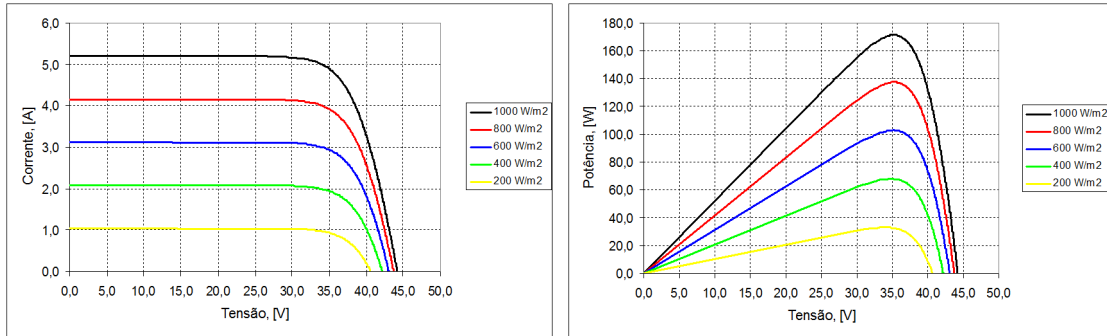 6,0
5,0
4,0
3,0
2,0
1,0
0,0
Corrente, [A]
0,0 5,0 10,0 15,0 20,0 25,0 30,0 35,0 40,0 45,0 50,0
Tensão, [V]
1000 W/m2
800 W/m2
600 W/m2
400 W/m2
200 W/m2
180,0
160,0
140,0
120,0
100,0
80,0
60,0
40,0
20,0
0,0
Potência, [W]
0,0 5,0 10,0 15,0 20,0 25,0 30,0 35,0 40,0 45,0 50,0
Tensão, [V]
1000 W/m2
800 W/m2
600 W/m2
400 W/m2
200 W/m2